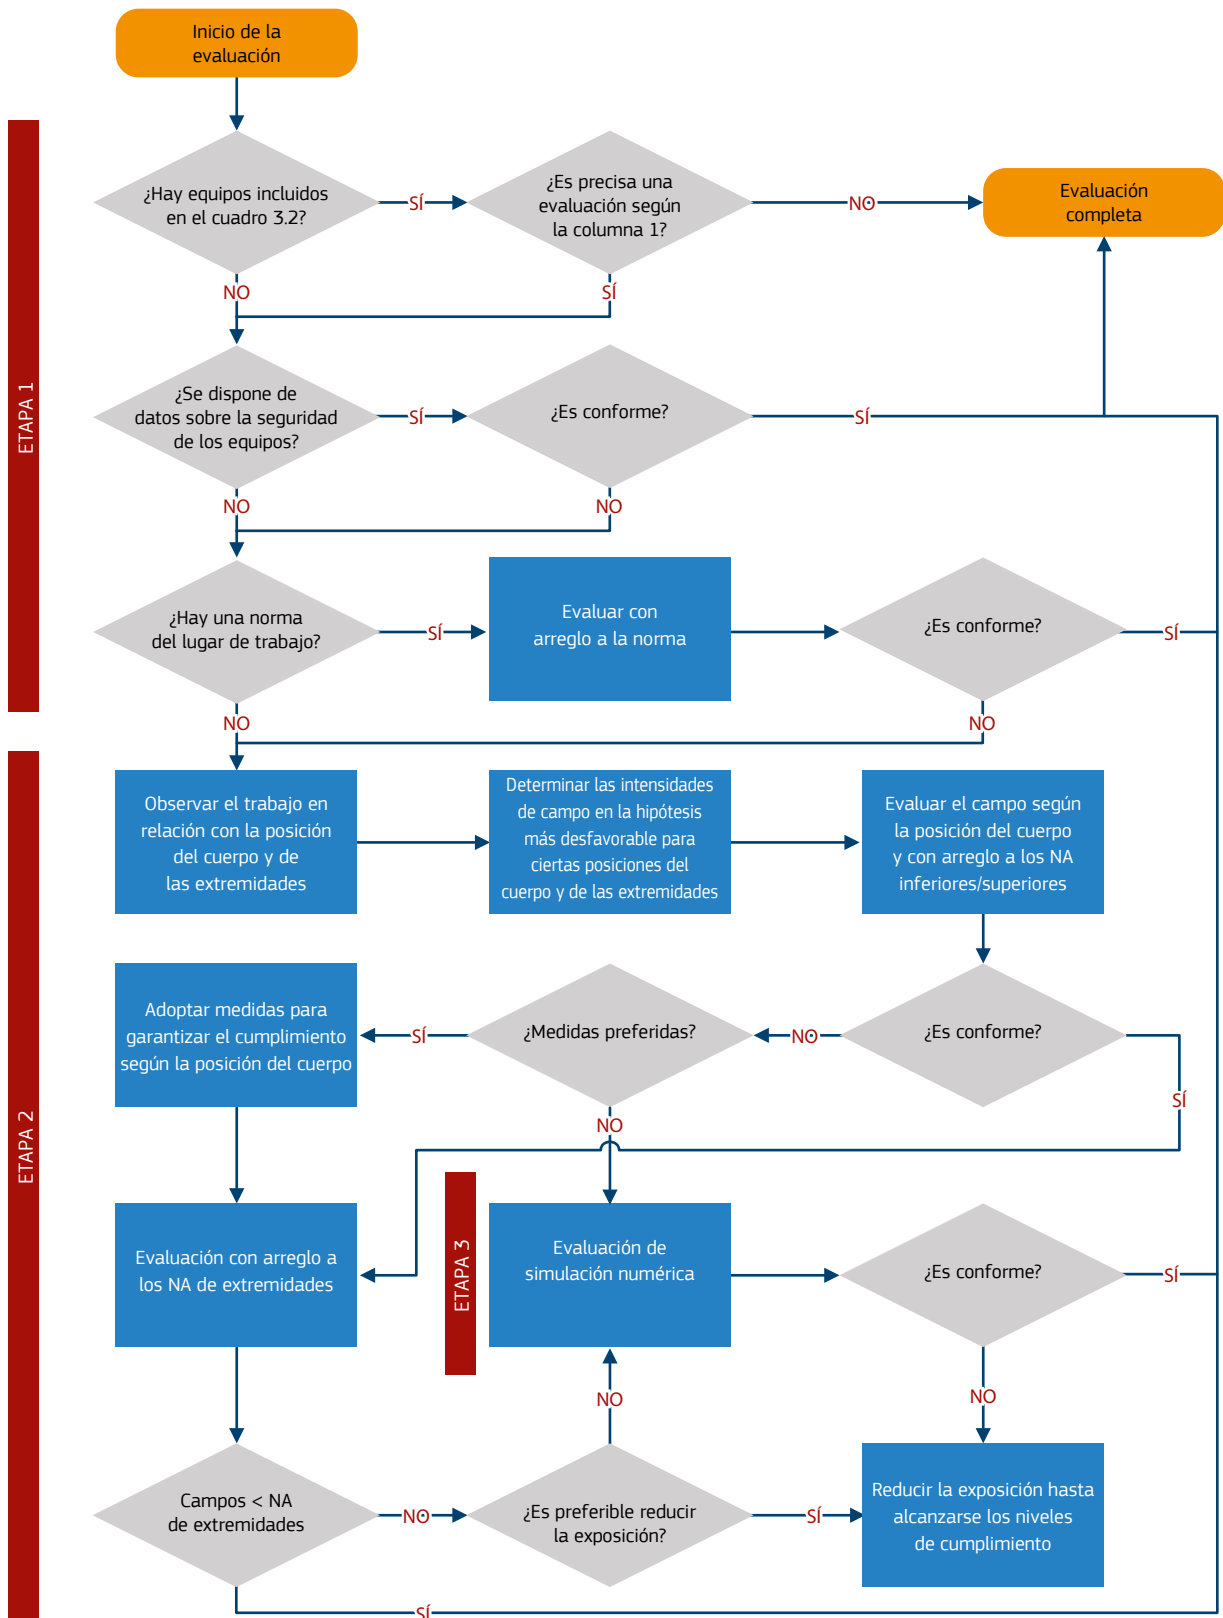 Inicio de la
evaluación
ETAPA 1
¿Hay equipos incluidos
en el cuadro 3.2?
SÍ
¿Es precisa una
evaluación según
la columna 1?
NO
Evaluación
completa
NO
SÍ
¿Se dispone de
datos sobre la seguridad
de los equipos?
SÍ
¿Es conforme?
SÍ
NO
NO
¿Hay una norma
del lugar de trabajo?
SÍ
Evaluar con
arreglo a la norma
¿Es conforme?
SÍ
NO
NO
ETAPA 2
Observar el trabajo en
relación con la posición
del cuerpo y de
las extremidades
Determinar las intensidades
de campo en la hipótesis
más desfavorable para
ciertas posiciones del
cuerpo y de las extremidades
Evaluar el campo según
la posición del cuerpo
y con arreglo a los NA
inferiores/superiores
Adoptar medidas para
garantizar el cumplimiento
según la posición del cuerpo
SÍ
¿Medidas preferidas?
NO
¿Es conforme?
SÍ
NO
Evaluación con arreglo a
los NA de extremidades
ETAPA 3
Evaluación de
simulación numérica
¿Es conforme?
SÍ
NO
NO
Campos < NA
de extremidades
NO
¿Es preferible reducir
la exposición?
SÍ
Reducir la exposición hasta
alcanzarse los niveles
de cumplimiento
SÍ